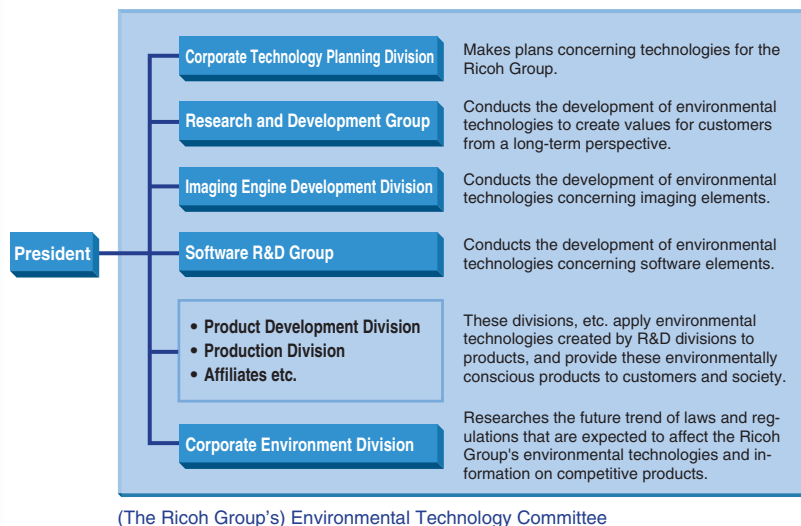 Corporate Technology Planning Division
Makes plans concerning technologies for the
Ricoh Group.
Research and Development Group
Conducts the development of environmental
technologies to create values for customers
from a long-term perspective.
Imaging Engine Development Division
Conducts the development of environmental
technologies concerning imaging elements.
President
Software R&D Group
Conducts the development of environmental
technologies concerning software elements.
• Product Development Division
• Production Division
• Affiliates etc.
These divisions, etc. apply environmental
technologies created by R&D divisions to
products, and provide these environmentally
conscious products to customers and society.
Corporate Environment Division
Researches the future trend of laws and reg-
ulations that are expected to affect the Ricoh
Group's environmental technologies and in-
formation on competitive products.
(The Ricoh Group's) Environmental Technology Committee